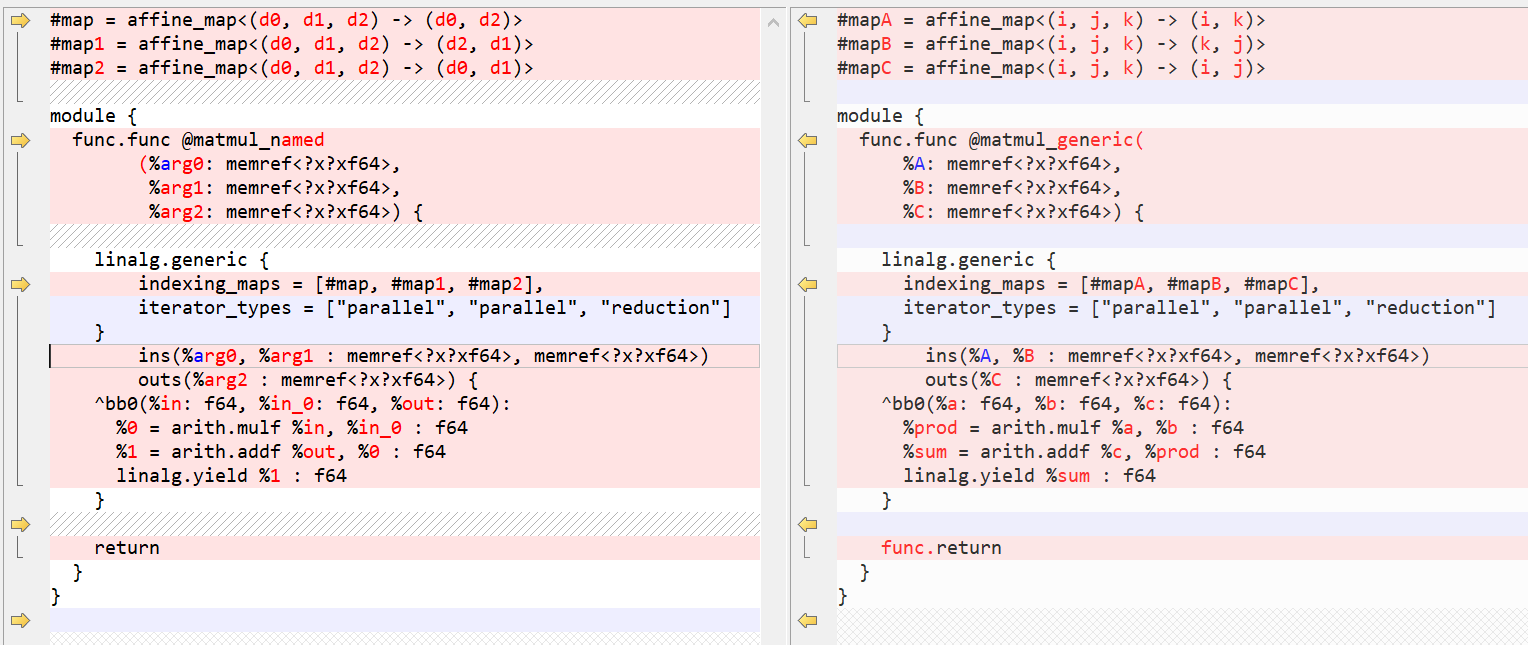 #map = affine_map<(d0, d1, d2) -> (d0, d2)>
#map1 = affine_map<(d0, d1, d2) -> (d2, d1)>
#map2 = affine_map<(d0, d1, d2) -> (d0, d1)>
module {
  func.func @matmul_named
        (%arg0: memref<?x?xf64>,
         %arg1: memref<?x?xf64>,
         %arg2: memref<?x?xf64>) {
    linalg.generic {
        indexing_maps = [#map, #map1, #map2],
        iterator_types = ["parallel", "parallel", "reduction"]
    }
        ins(%arg0, %arg1 : memref<?x?xf64>, memref<?x?xf64>)
        outs(%arg2 : memref<?x?xf64>) {
    ^bb0(%in: f64, %in_0: f64, %out: f64):
      %0 = arith.mulf %in, %in_0 : f64
      %1 = arith.addf %out, %0 : f64
      linalg.yield %1 : f64
    }
    return
  }
}
#mapA = affine_map<(i, j, k) -> (i, k)>
#mapB = affine_map<(i, j, k) -> (k, j)>
#mapC = affine_map<(i, j, k) -> (i, j)>
module {
  func.func @matmul_generic(
      %A: memref<?x?xf64>,
      %B: memref<?x?xf64>,
      %C: memref<?x?xf64>) {
    linalg.generic {
        indexing_maps = [#mapA, #mapB, #mapC],
        iterator_types = ["parallel", "parallel", "reduction"]
    }
        ins(%A, %B : memref<?x?xf64>, memref<?x?xf64>)
        outs(%C : memref<?x?xf64>) {
    ^bb0(%a: f64, %b: f64, %c: f64):
      %prod = arith.mulf %a, %b : f64
      %sum = arith.addf %c, %prod : f64
      linalg.yield %sum : f64
    }
    func.return
  }
}